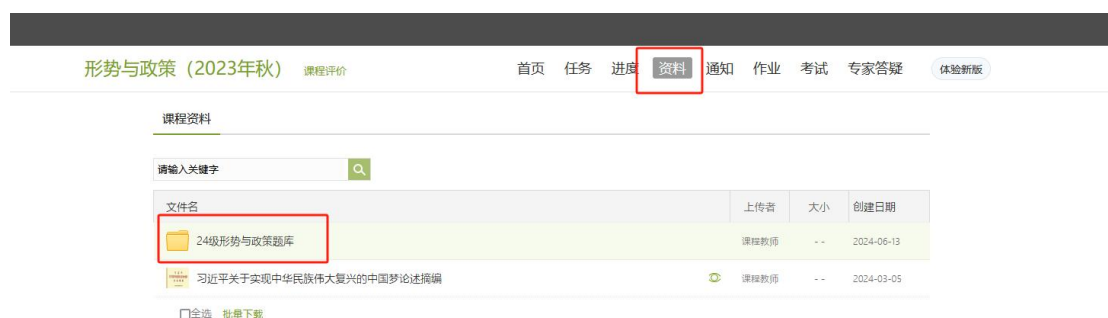 形势与政策（2023年秋） 课程评价 首页 任务 进度 资料 通知 作业 考试 专家答疑 体验新版
课程资料
请输入关键字
文件名 上传者 大小 创建日期
24级形势与政策题库 课程教师 -- 2024-06-13
习近平关于实现中华民族伟大复兴的中国梦论述摘编 课程教师 -- 2024-03-05
全选 批量下载